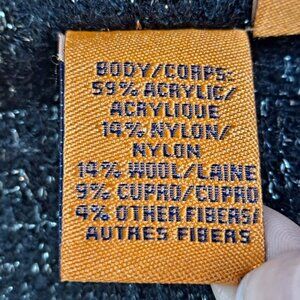 BODY/CORPS:
59% ACRYLIC/
ACRYLIQUE
14% NYLON/
NYLON
14% WOOL/LAINE
9% CUPRO/CUPRO
4% OTHER FIBERS/
AUTRES FIBERS